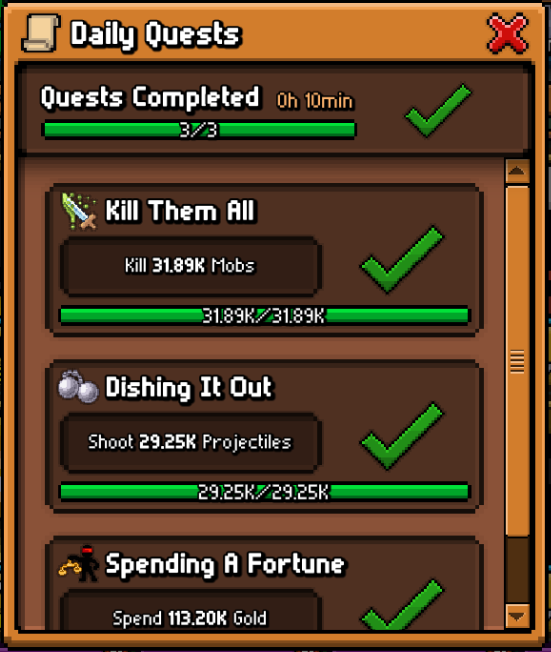 Daily Quests
Quests Completed 0h 10min
3/3
Kill Them All
Kill 31.89K Mobs
31.89K/31.89K
Dishing It Out
Shoot 29.25K Projectiles
29.25K/29.25K
Spending A Fortune
Spend 113.20K Gold